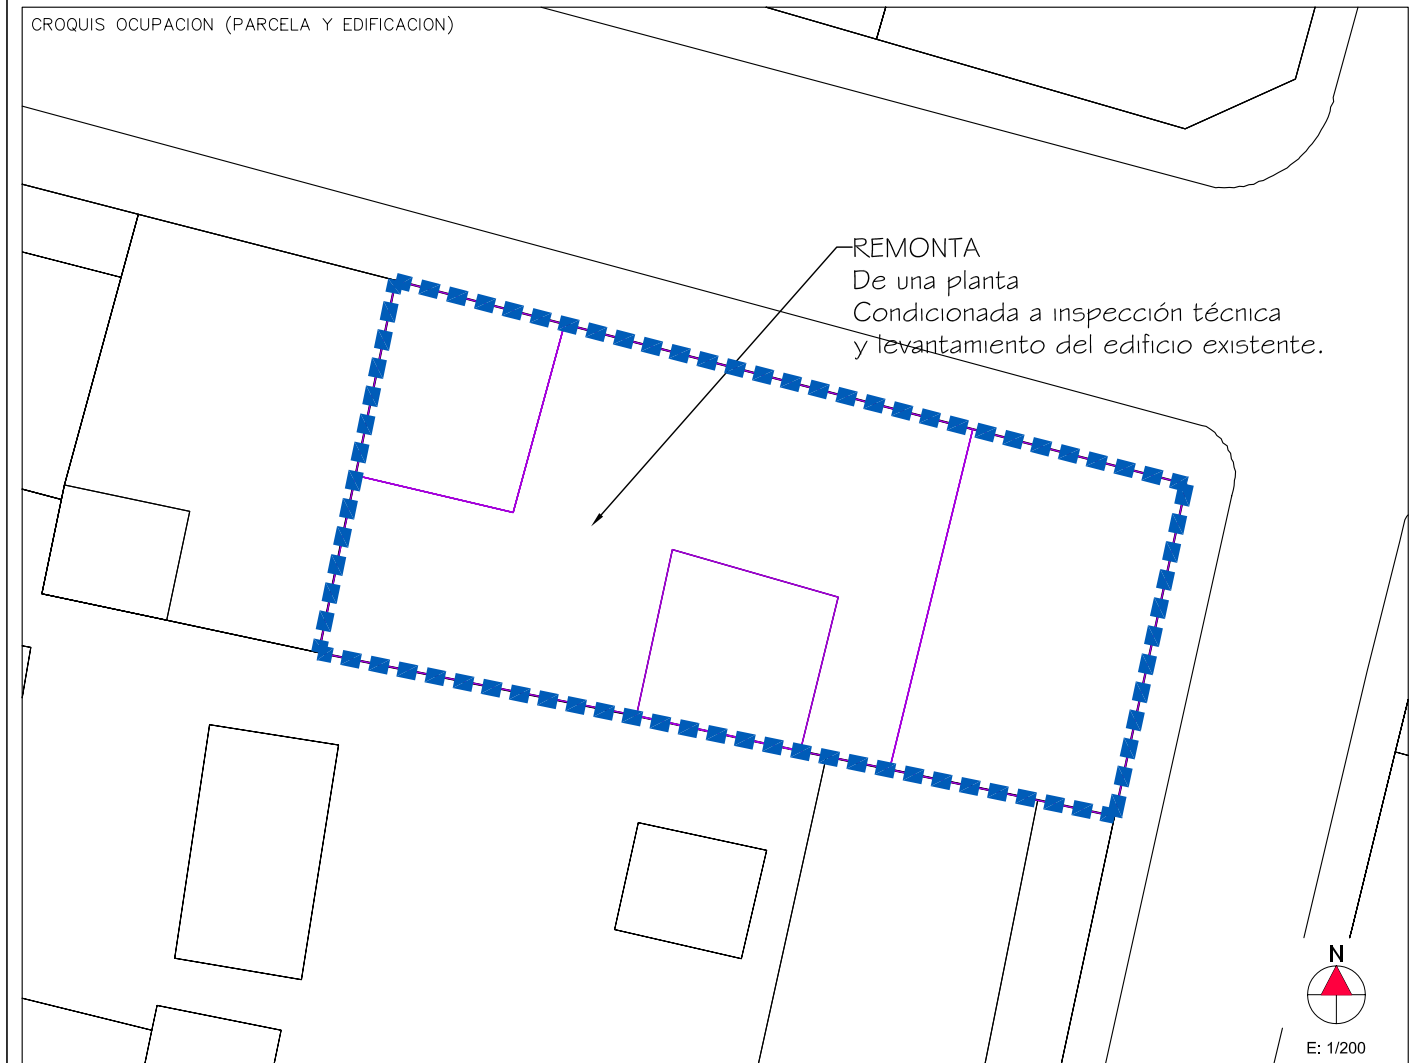 CROQUIS OCUPACION (PARCELA Y EDIFICACION)
REMONTA
De una planta
Condicionada a inspección técnica
y levantamiento del edificio existente.
N
E: 1/200